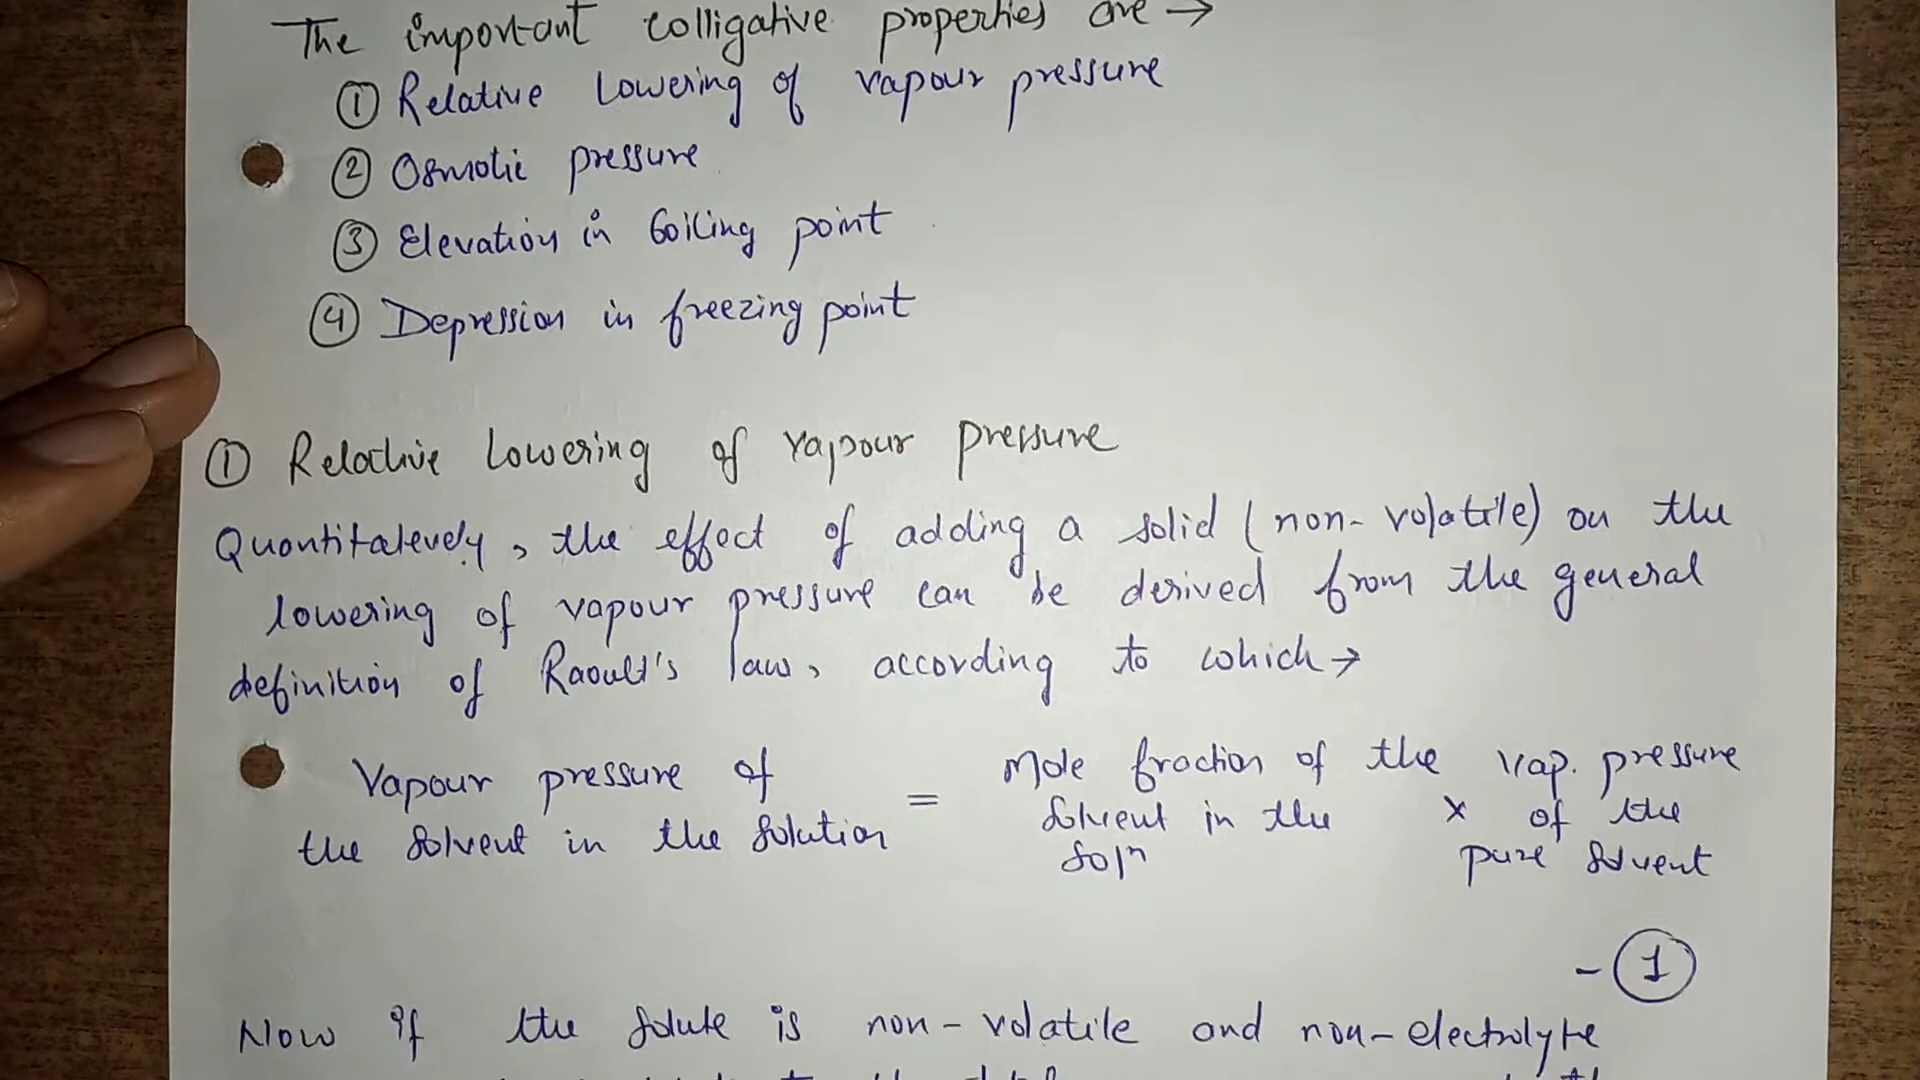 The important colligative properties are →
① Relative lowering of vapour pressure
② Osmotic pressure
③ Elevation in boiling point
④ Depression in freezing point
① Relative lowering of vapour pressure
Quantitatevely, the effect of adding a solid (non-volatile) on the
lowering of vapour pressure can be derived from the general
definition of Raoult's law, according to which →
Vapour pressure of the solvent in the solution = Mole fraction of the solvent in the solⁿ × vap. pressure of the pure solvent
- ①
Now if the solute is non-volatile and non-electrolyte